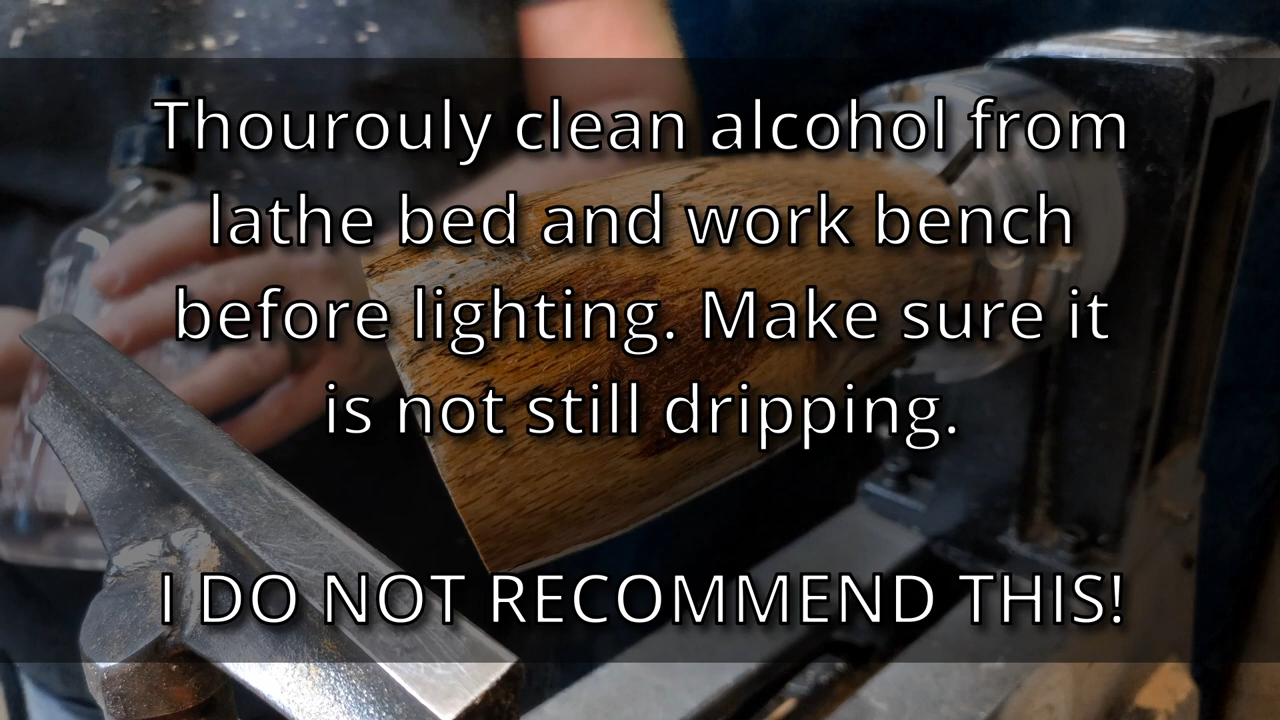 Thourouly clean alcohol from
lathe bed and work bench
before lighting. Make sure it
is not still dripping.
I DO NOT RECOMMEND THIS!